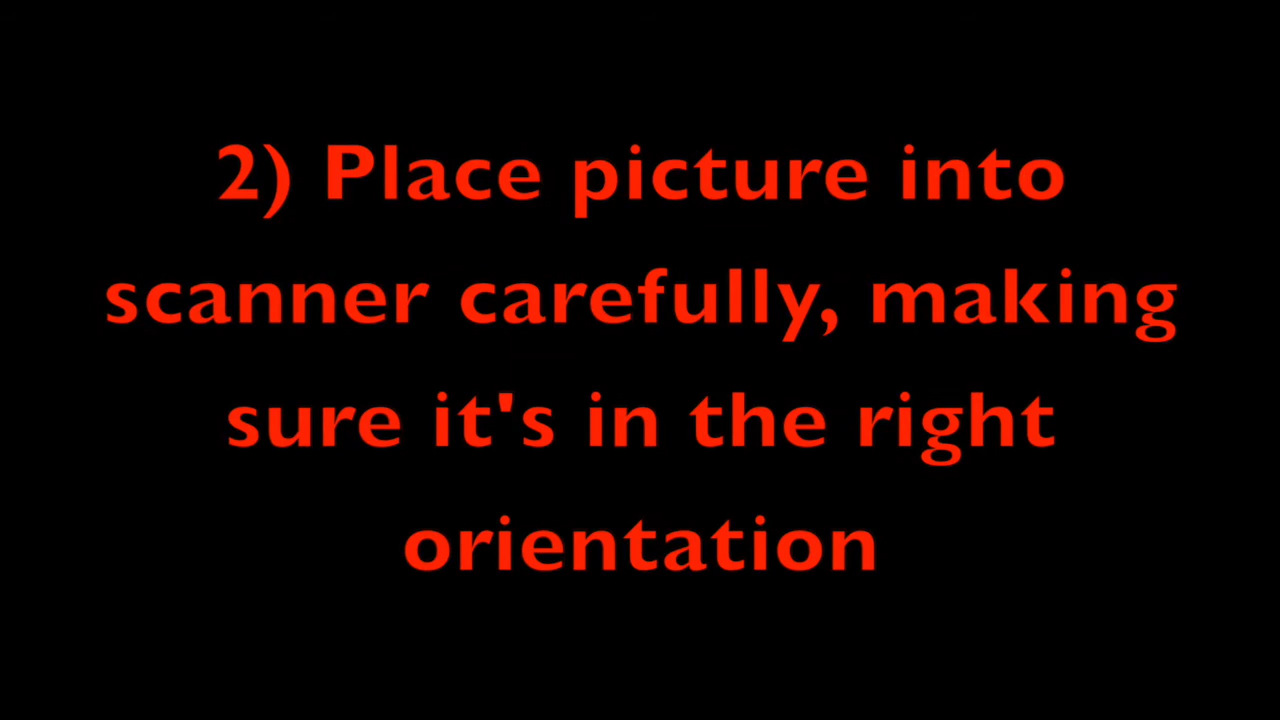 2) Place picture into
scanner carefully, making
sure it's in the right
orientation